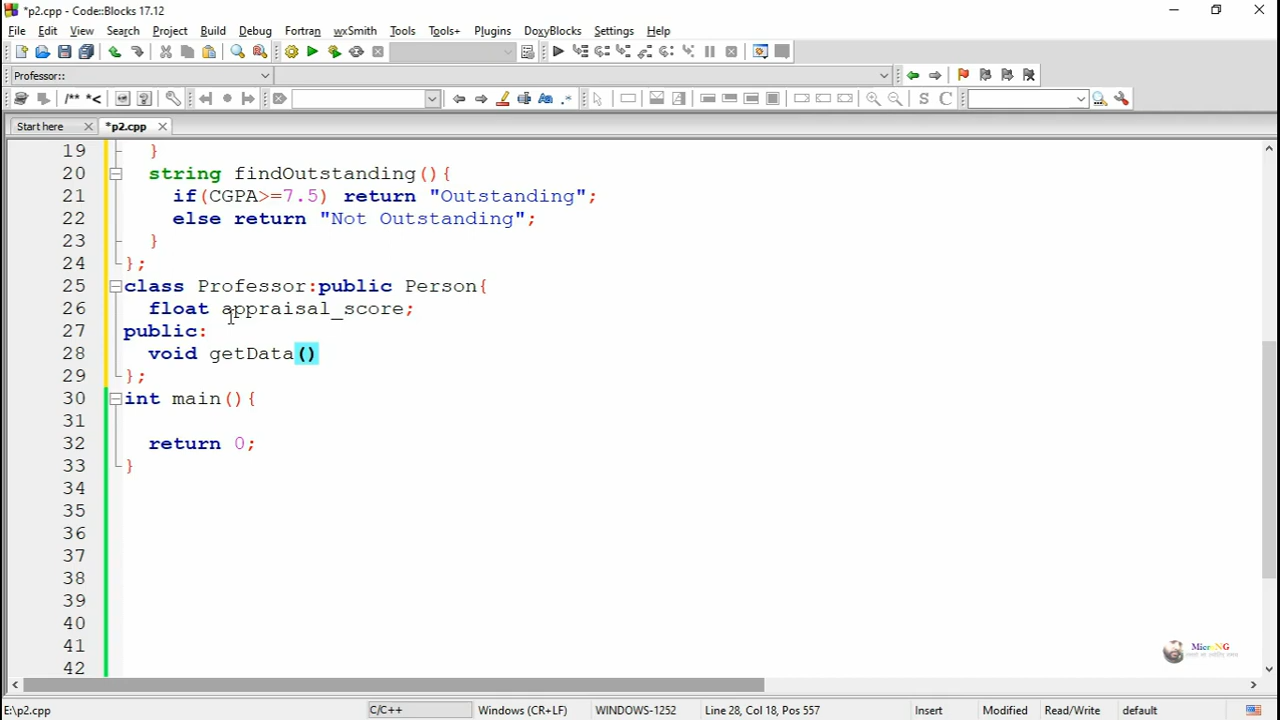 *p2.cpp - Code::Blocks 17.12
File Edit View Search Project Build Debug Fortran wxSmith Tools Tools+ Plugins DoxyBlocks Settings Help
Professor::
/** *<
S C
Start here *p2.cpp
19 }
20 string findOutstanding(){
21 if(CGPA>=7.5) return "Outstanding";
22 else return "Not Outstanding";
23 }
24 };
25 class Professor:public Person{
26 float appraisal_score;
27 public:
28 void getData()
29 };
30 int main(){
31
32 return 0;
33 }
34
35
36
37
38
39
40
41
42
MicroNG
E:\p2.cpp C/C++ Windows (CR+LF) WINDOWS-1252 Line 28, Col 18, Pos 557 Insert Modified Read/Write default